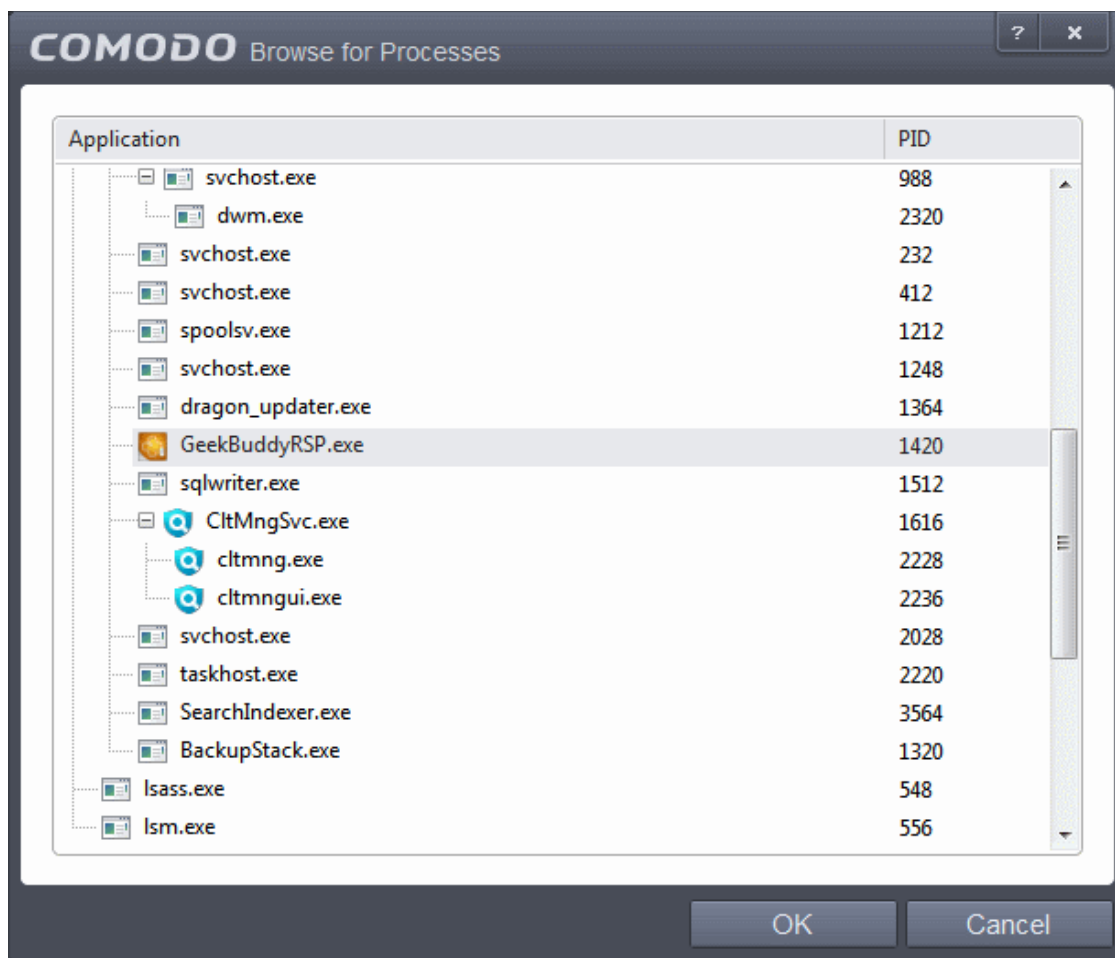 COMODO Browse for Processes ? x
Application PID
svchost.exe 988
dwm.exe 2320
svchost.exe 232
svchost.exe 412
spoolsv.exe 1212
svchost.exe 1248
dragon_updater.exe 1364
GeekBuddyRSP.exe 1420
sqlwriter.exe 1512
CltMngSvc.exe 1616
cltmng.exe 2228
cltmngui.exe 2236
svchost.exe 2028
taskhost.exe 2220
SearchIndexer.exe 3564
BackupStack.exe 1320
lsass.exe 548
lsm.exe 556
OK Cancel